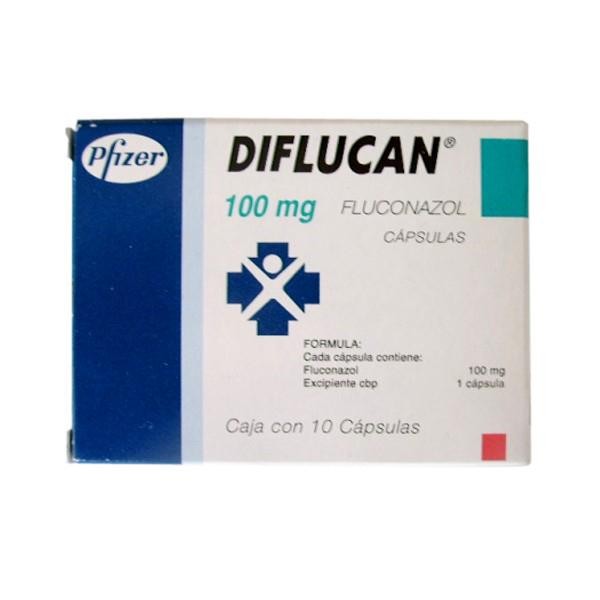 Pfizer
DIFLUCAN®
100 mg FLUCONAZOL
CÁPSULAS
FORMULA:
Cada cápsula contiene:
Fluconazol 100 mg
Excipiente cbp 1 cápsula
Caja con 10 Cápsulas